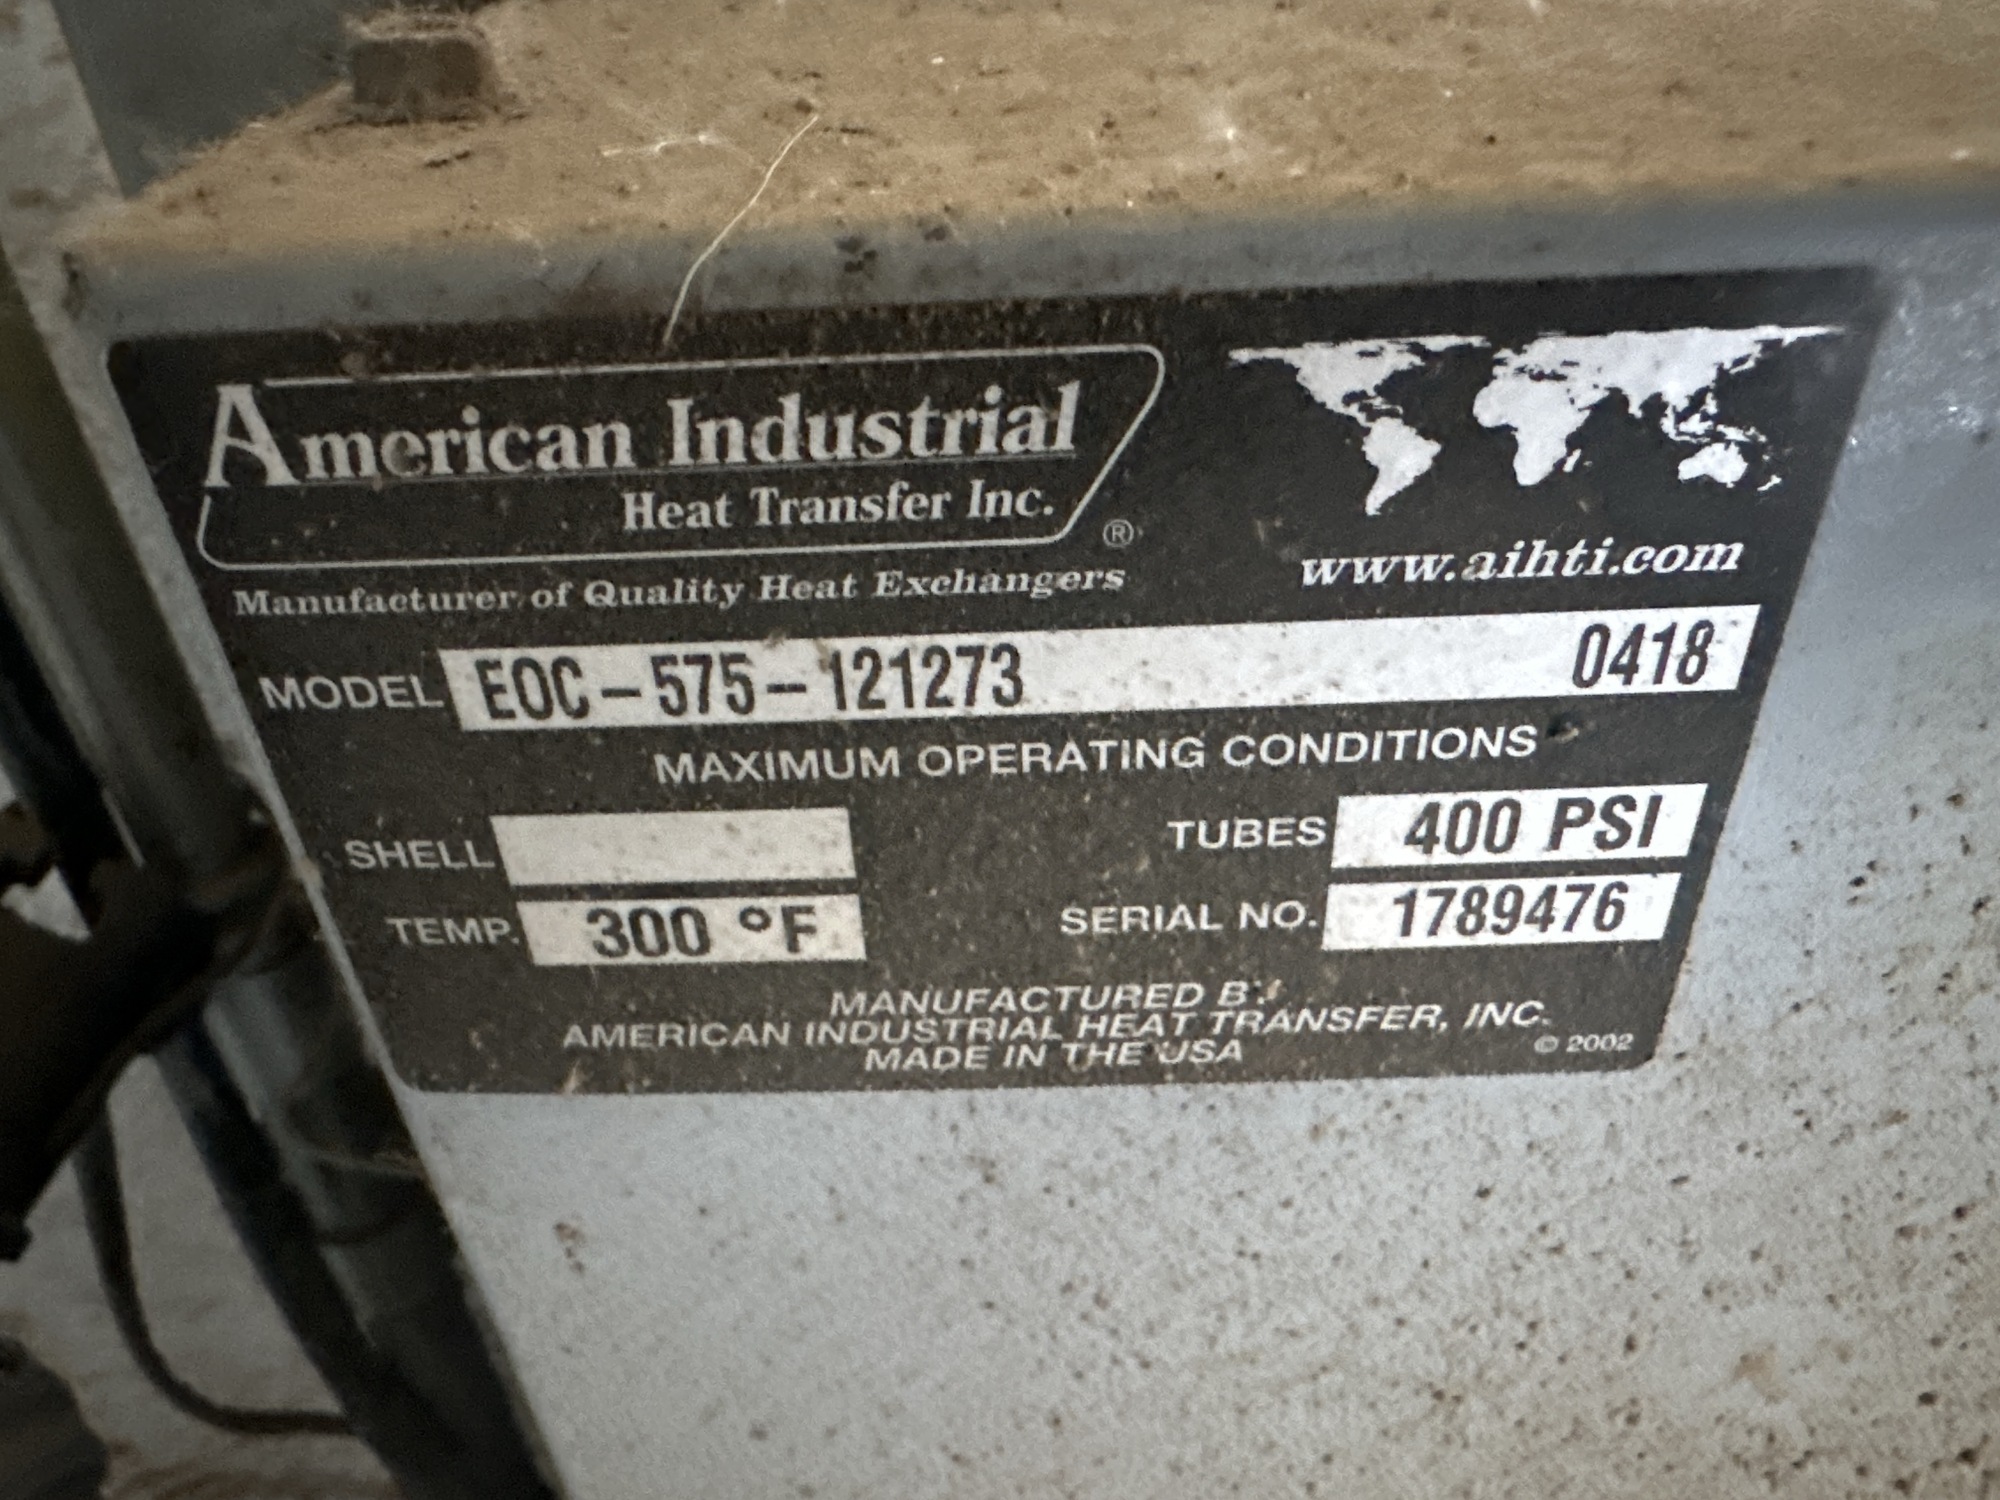 American Industrial
Heat Transfer Inc.
®
Manufacturer of Quality Heat Exchangers
www.aihti.com
MODEL EOC-575-121273 0418
MAXIMUM OPERATING CONDITIONS
SHELL TUBES 400 PSI
TEMP. 300 °F SERIAL NO. 1789476
MANUFACTURED BY
AMERICAN INDUSTRIAL HEAT TRANSFER, INC.
MADE IN THE USA © 2002